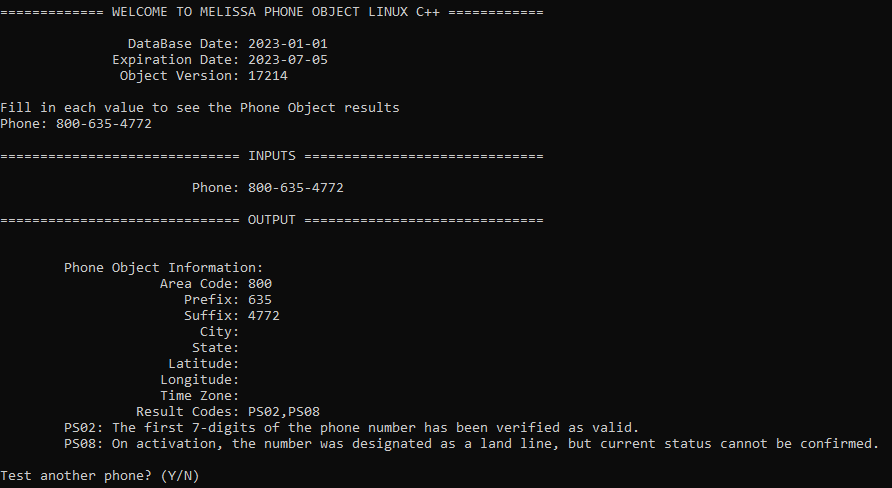 ============= WELCOME TO MELISSA PHONE OBJECT LINUX C++ ============
DataBase Date: 2023-01-01
Expiration Date: 2023-07-05
Object Version: 17214
Fill in each value to see the Phone Object results
Phone: 800-635-4772
============================== INPUTS ==============================
Phone: 800-635-4772
============================== OUTPUT ==============================
Phone Object Information:
Area Code: 800
Prefix: 635
Suffix: 4772
City:
State:
Latitude:
Longitude:
Time Zone:
Result Codes: PS02,PS08
PS02: The first 7-digits of the phone number has been verified as valid.
PS08: On activation, the number was designated as a land line, but current status cannot be confirmed.
Test another phone? (Y/N)